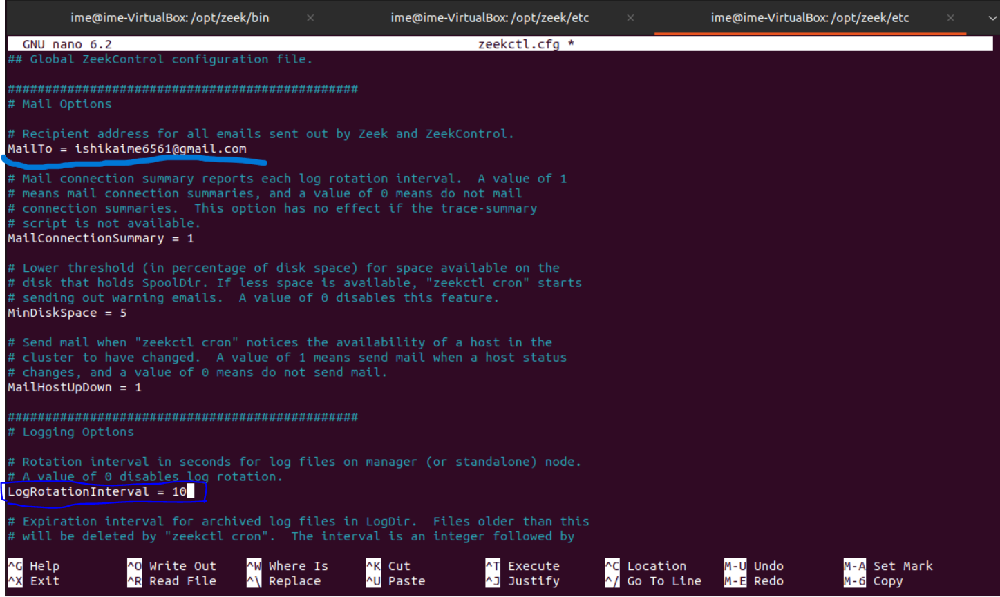 ime@ime-VirtualBox: /opt/zeek/bin × ime@ime-VirtualBox: /opt/zeek/etc × ime@ime-VirtualBox: /opt/zeek/etc ×
GNU nano 6.2 zeekctl.cfg *
## Global ZeekControl configuration file.
###############################################
# Mail Options
# Recipient address for all emails sent out by Zeek and ZeekControl.
MailTo = ishikaime6561@gmail.com
# Mail connection summary reports each log rotation interval.  A value of 1
# means mail connection summaries, and a value of 0 means do not mail
# connection summaries.  This option has no effect if the trace-summary
# script is not available.
MailConnectionSummary = 1
# Lower threshold (in percentage of disk space) for space available on the
# disk that holds SpoolDir. If less space is available, "zeekctl cron" starts
# sending out warning emails.  A value of 0 disables this feature.
MinDiskSpace = 5
# Send mail when "zeekctl cron" notices the availability of a host in the
# cluster to have changed.  A value of 1 means send mail when a host status
# changes, and a value of 0 means do not send mail.
MailHostUpDown = 1
###############################################
# Logging Options
# Rotation interval in seconds for log files on manager (or standalone) node.
# A value of 0 disables log rotation.
LogRotationInterval = 10
# Expiration interval for archived log files in LogDir.  Files older than this
# will be deleted by "zeekctl cron".  The interval is an integer followed by
^G Help ^O Write Out ^W Where Is ^K Cut ^T Execute ^C Location M-U Undo M-A Set Mark
^X Exit ^R Read File ^\ Replace ^U Paste ^J Justify ^/ Go To Line M-E Redo M-6 Copy